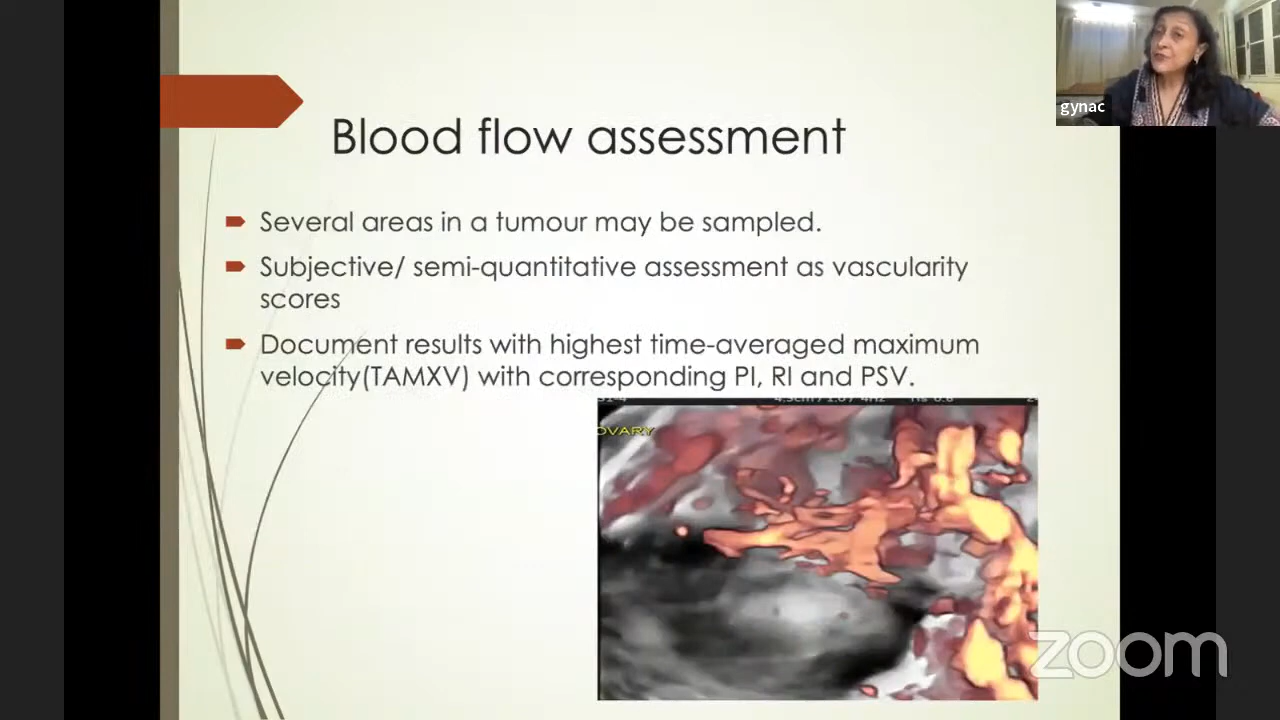 gynac
Blood flow assessment
Several areas in a tumour may be sampled.
Subjective/ semi-quantitative assessment as vascularity
scores
Document results with highest time-averaged maximum
velocity(TAMXV) with corresponding PI, RI and PSV.
OVARY
zoom